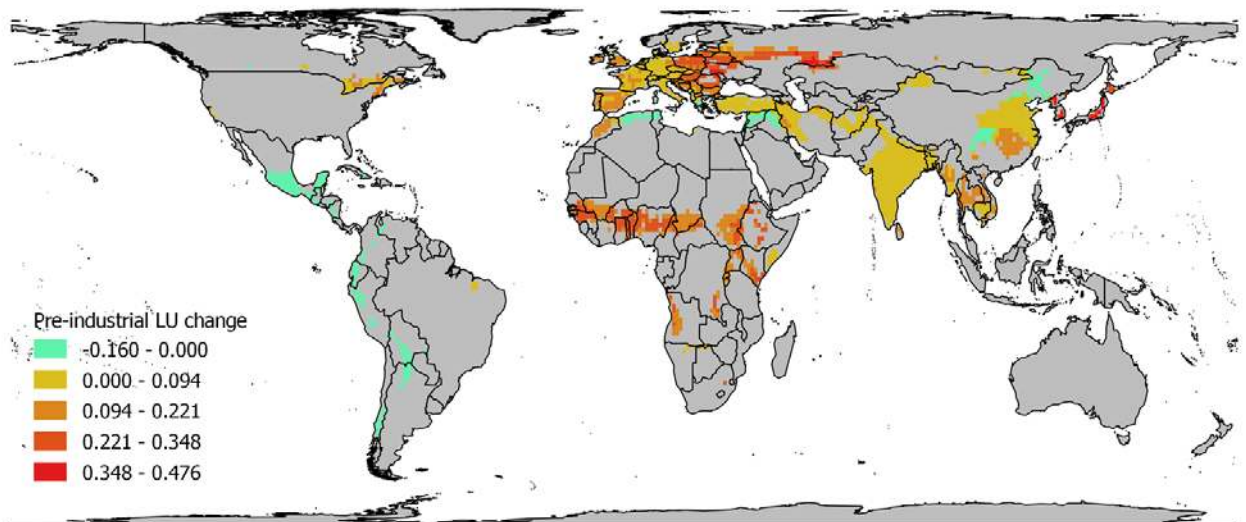 Pre-industrial LU change
-0.160 - 0.000
0.000 - 0.094
0.094 - 0.221
0.221 - 0.348
0.348 - 0.476